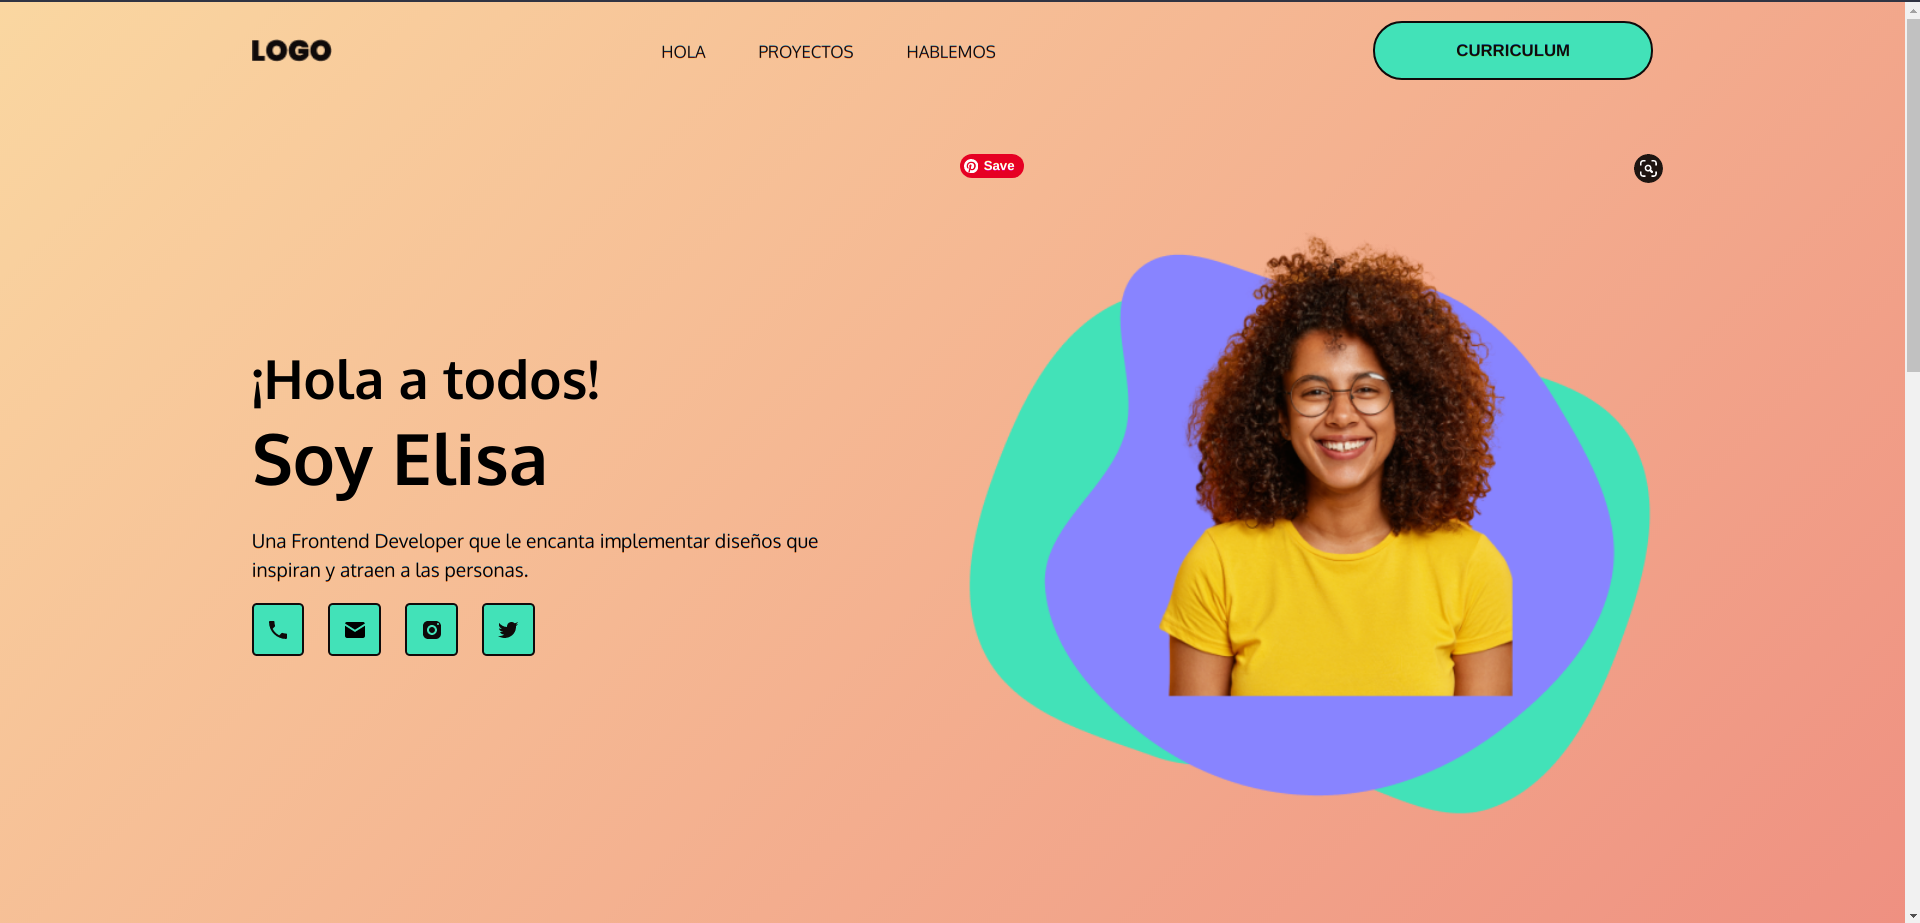 LOGO
HOLA
PROYECTOS
HABLEMOS
CURRICULUM
Save
¡Hola a todos!
Soy Elisa
Una Frontend Developer que le encanta implementar diseños que
inspiran y atraen a las personas.